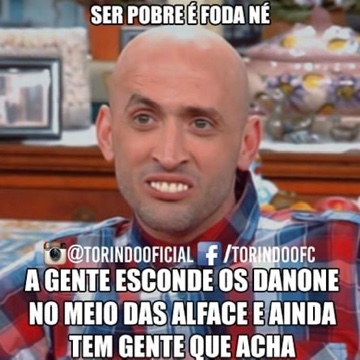 SER POBRE É FODA NÉ
@TORINDOOFICIAL f/TORINDOOFC
A GENTE ESCONDE OS DANONE
NO MEIO DAS ALFACE E AINDA
TEM GENTE QUE ACHA